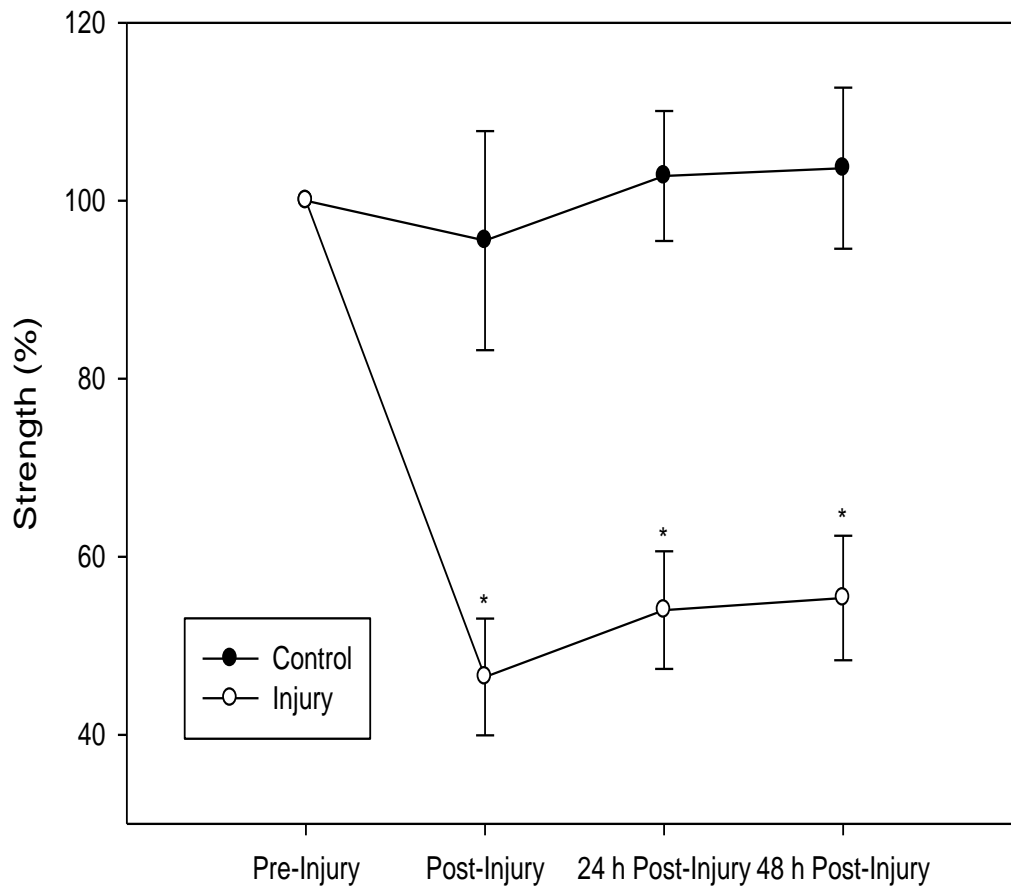 120
100
80
60
40
Strength (%)
*
*
*
Control
Injury
Pre-Injury
Post-Injury
24 h Post-Injury
48 h Post-Injury